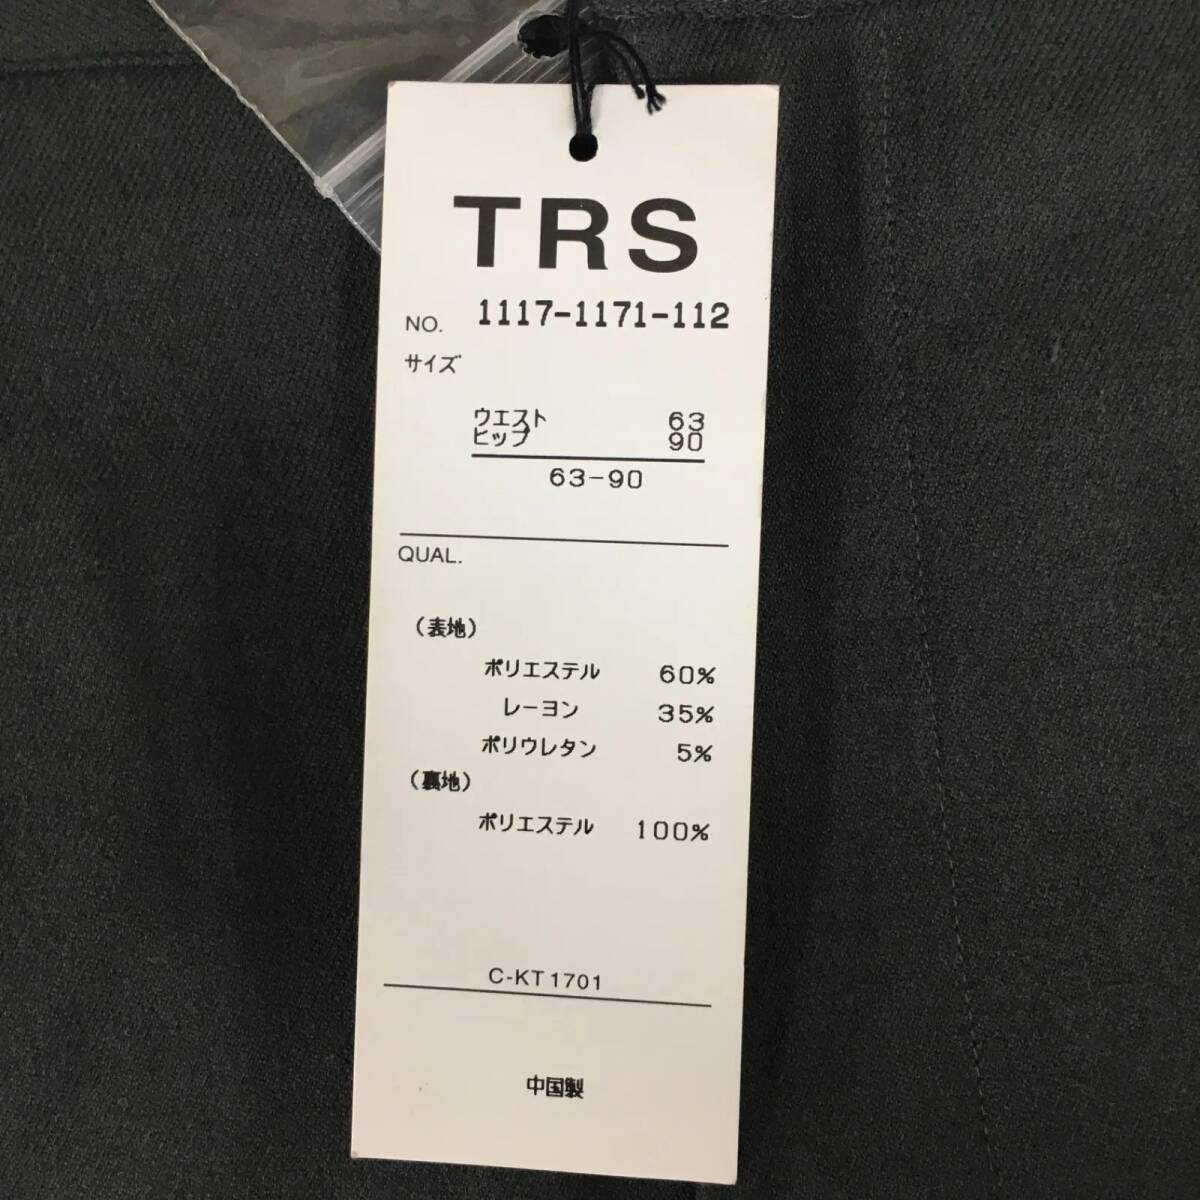 TRS
NO. 1117-1171-112
サイズ
ウエスト 63
ヒップ 90
63-90
QUAL.
(表地)
ポリエステル 60%
レーヨン 35%
ポリウレタン 5%
(裏地)
ポリエステル 100%
C-KT1701
中国製